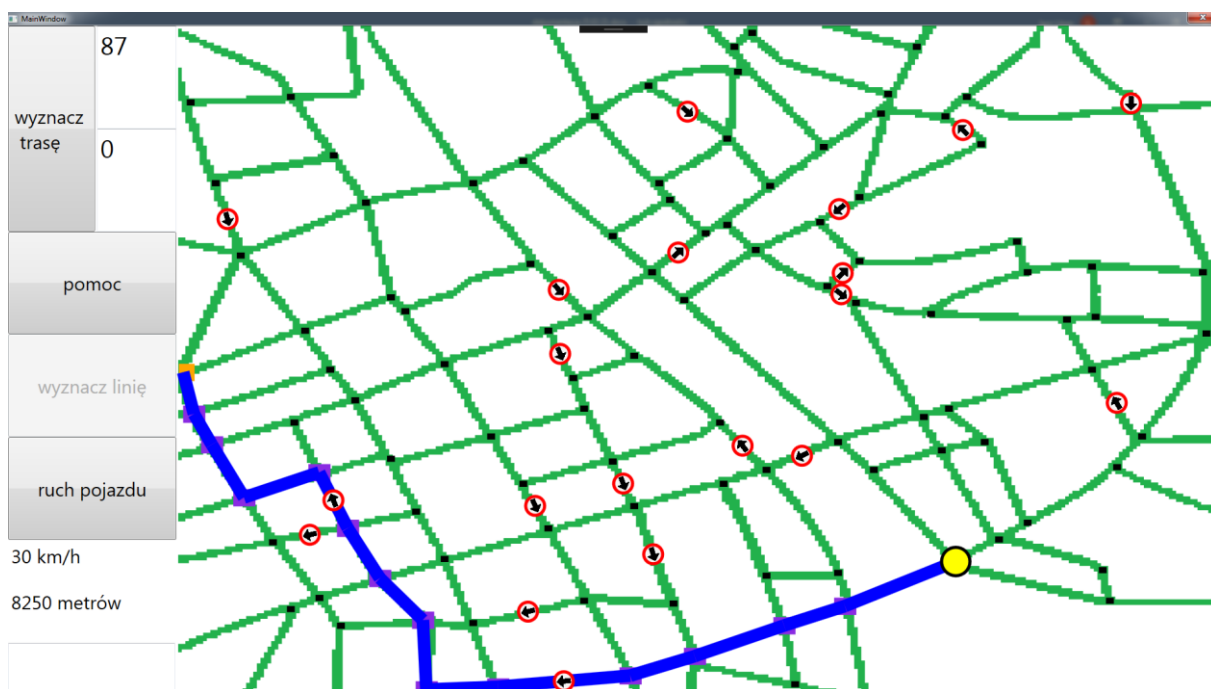 MainWindow
wyznacz
trasę
87
0
pomoc
wyznacz linię
ruch pojazdu
30 km/h
8250 metrów